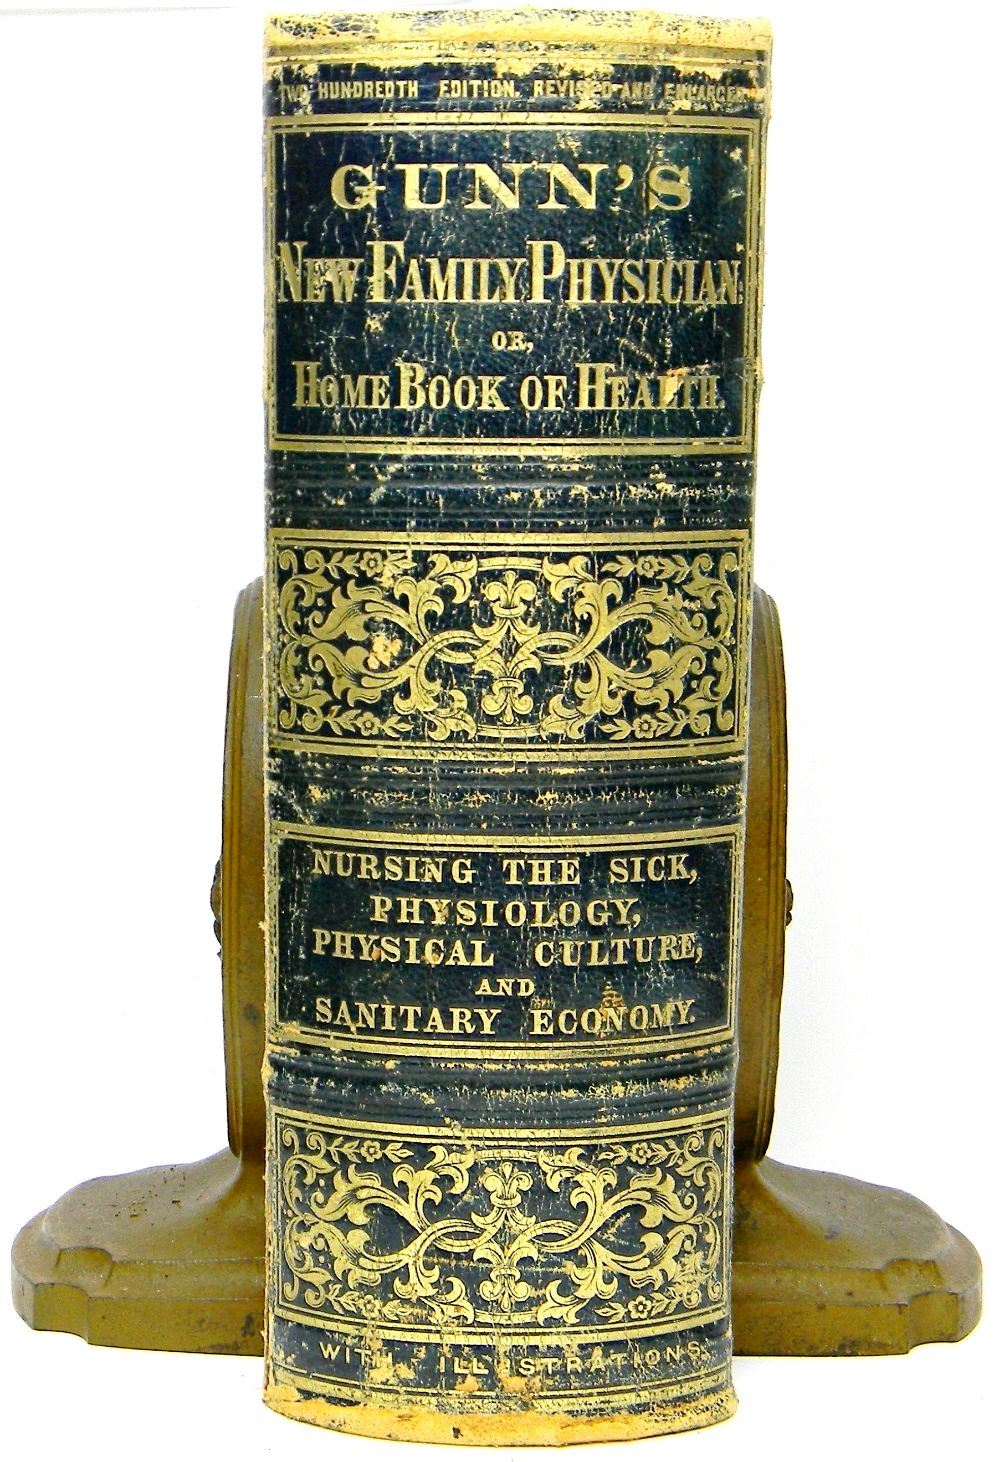 TWO HUNDREDTH EDITION, REVISED AND ENLARGED
GUNN'S
NEW FAMILY PHYSICIAN;
OR,
HOME BOOK OF HEALTH.
NURSING THE SICK,
PHYSIOLOGY,
PHYSICAL CULTURE,
AND
SANITARY ECONOMY.
WITH ILLUSTRATIONS.